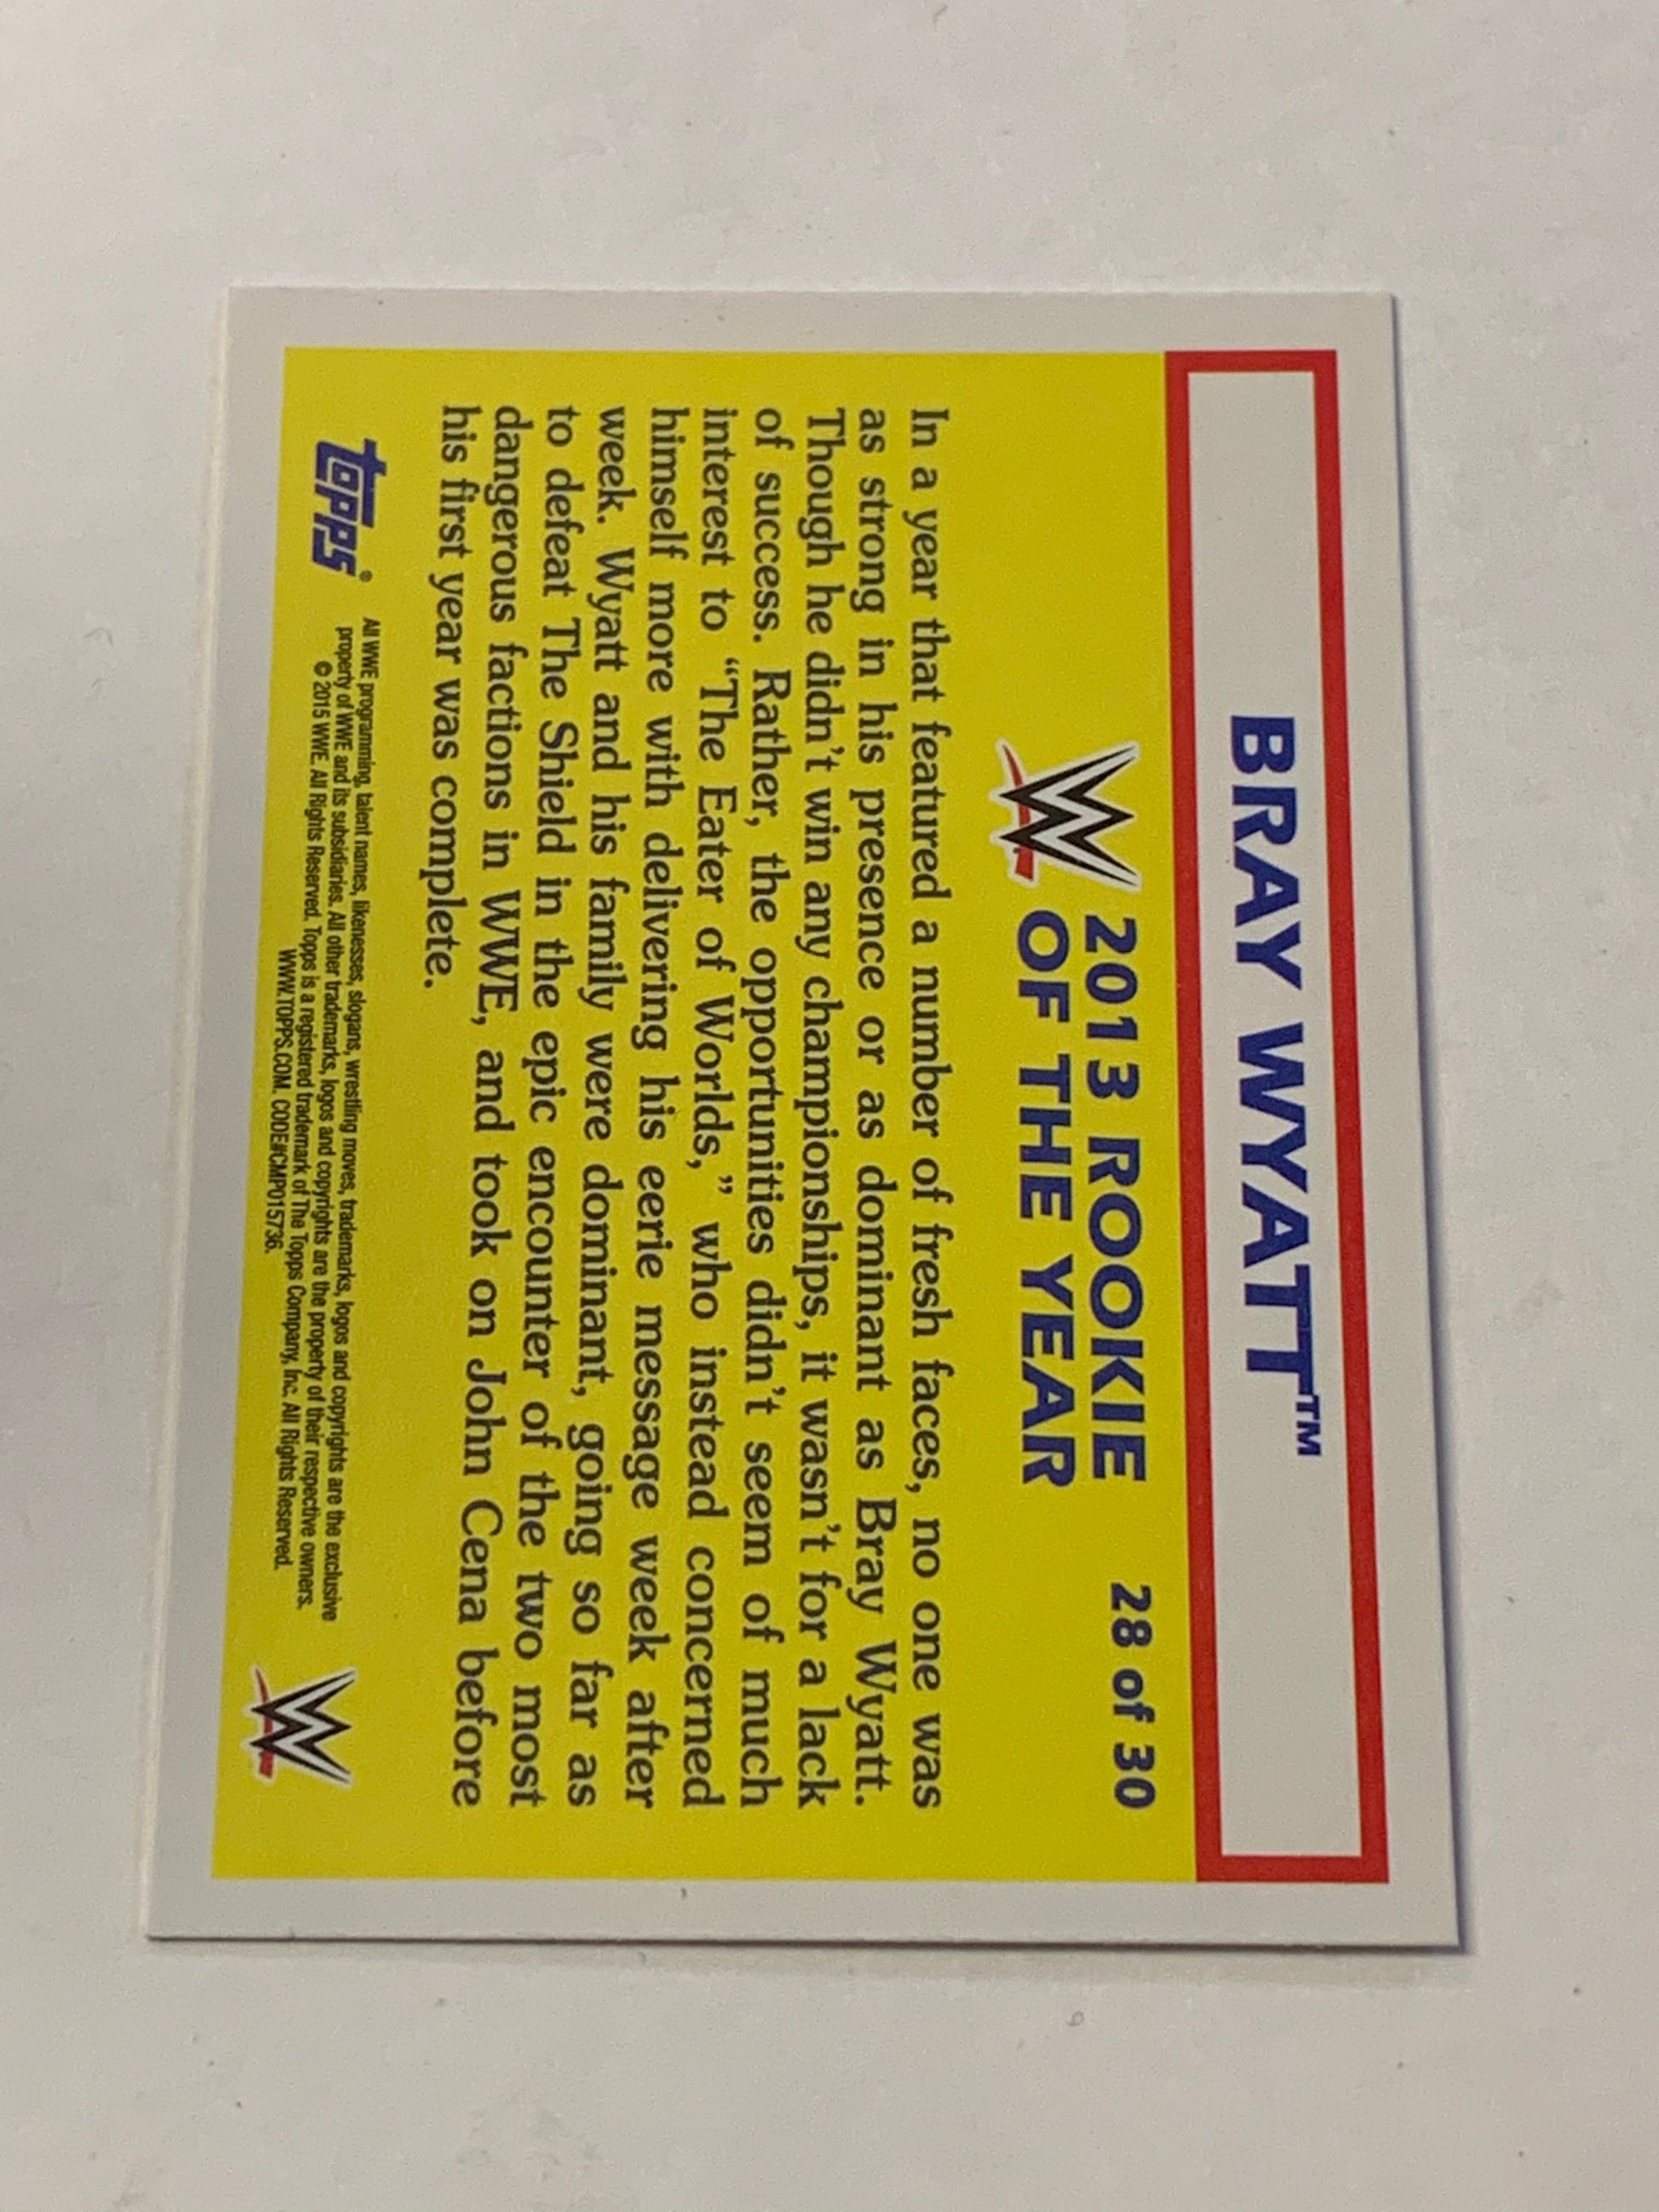 BRAY WYATT™
2013 ROOKIE
OF THE YEAR
28 of 30
In a year that featured a number of fresh faces, no one was
as strong in his presence or as dominant as Bray Wyatt.
Though he didn't win any championships, it wasn't for a lack
of success. Rather, the opportunities didn't seem of much
interest to “The Eater of Worlds,” who instead concerned
himself more with delivering his eerie message week after
week. Wyatt and his family were dominant, going so far as
to defeat The Shield in the epic encounter of the two most
dangerous factions in WWE, and took on John Cena before
his first year was complete.
topps®
All WWE programming, talent names, likenesses, slogans, wrestling moves, trademarks, logos and copyrights are the exclusive
property of WWE and its subsidiaries. All other trademarks, logos and copyrights are the property of their respective owners.
© 2015 WWE. All Rights Reserved. Topps is a registered trademark of The Topps Company, Inc. All Rights Reserved.
WWW.TOPPS.COM. CODE#CMP015736.
W